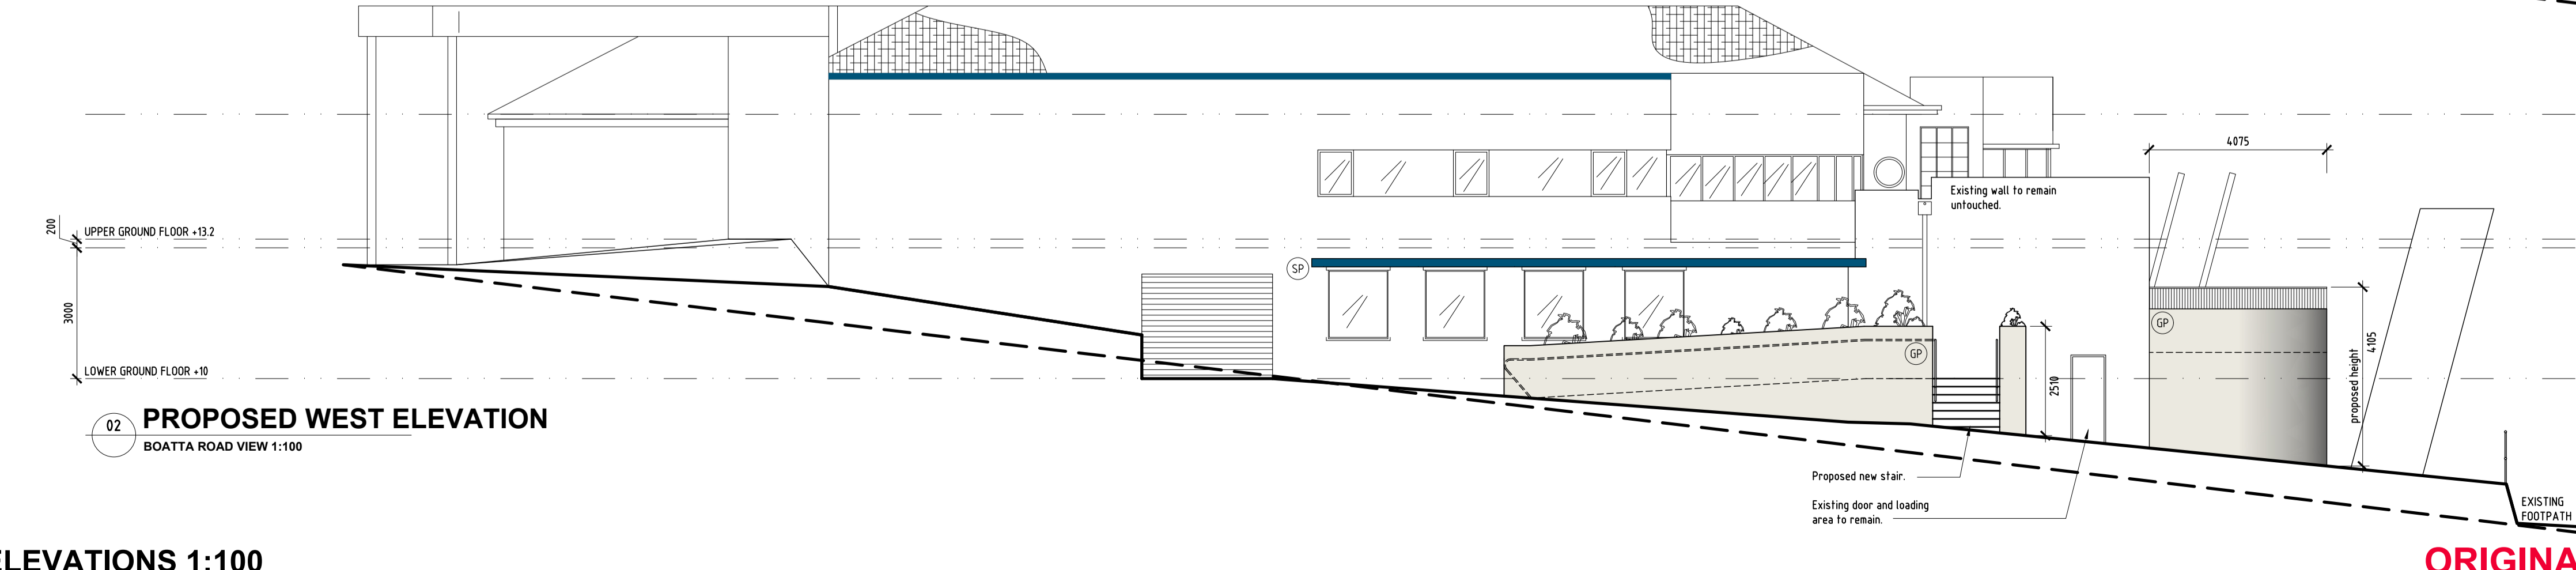 4075
Existing wall to remain
untouched.
200
UPPER GROUND FLOOR +13.2
SP
3000
GP
GP
4105
proposed height
2510
LOWER GROUND FLOOR +10
02
PROPOSED WEST ELEVATION
BOATTA ROAD VIEW 1:100
Proposed new stair.
Existing door and loading
area to remain.
EXISTING
FOOTPATH
ELEVATIONS 1:100
ORIGINA